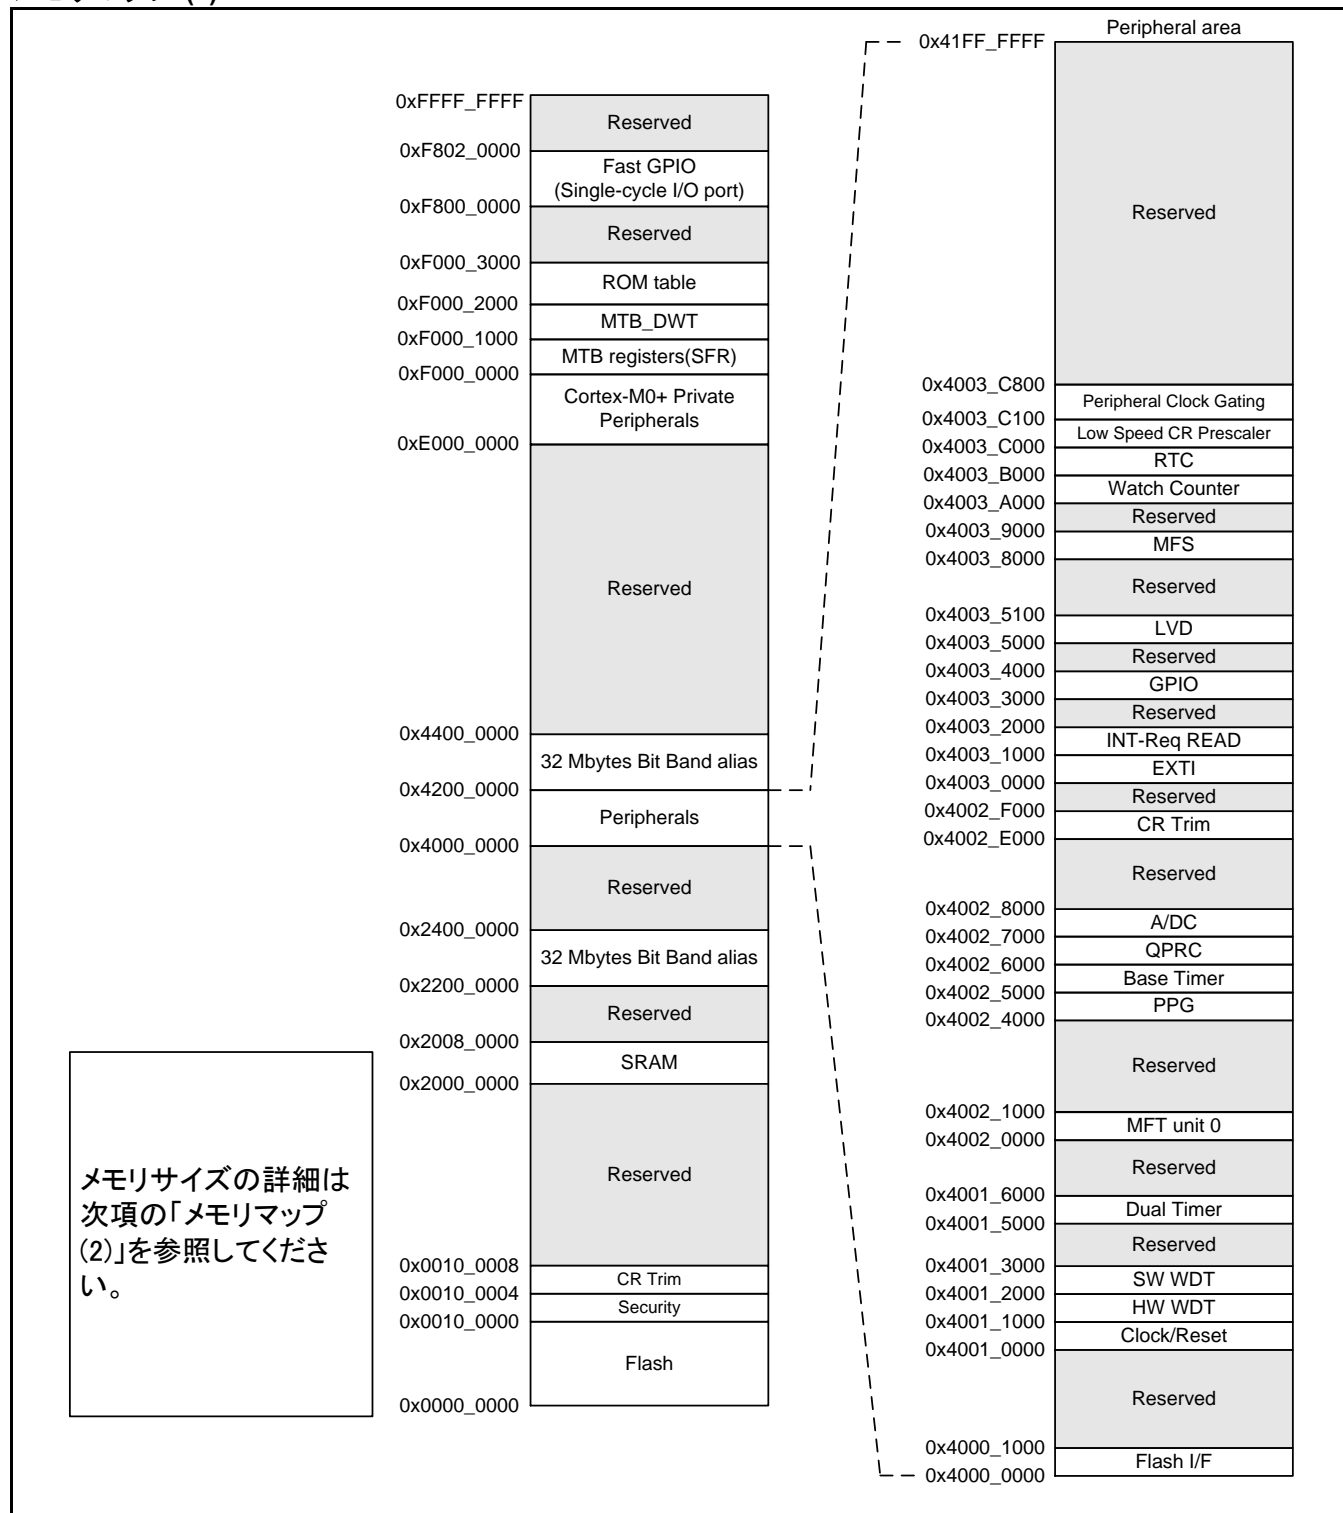 Peripheral area
0x41FF_FFFF
Reserved
0x4003_C800
Peripheral Clock Gating
0x4003_C100
Low Speed CR Prescaler
0x4003_C000
RTC
0x4003_B000
Watch Counter
0x4003_A000
Reserved
0x4003_9000
MFS
0x4003_8000
Reserved
0x4003_5100
LVD
0x4003_5000
Reserved
0x4003_4000
GPIO
0x4003_3000
Reserved
0x4003_2000
INT-Req READ
0x4003_1000
EXTI
0x4003_0000
Reserved
0x4002_F000
CR Trim
0x4002_E000
Reserved
0x4002_8000
A/DC
0x4002_7000
QPRC
0x4002_6000
Base Timer
0x4002_5000
PPG
0x4002_4000
Reserved
0x4002_1000
MFT unit 0
0x4002_0000
Reserved
0x4001_6000
Dual Timer
0x4001_5000
Reserved
0x4001_3000
SW WDT
0x4001_2000
HW WDT
0x4001_1000
Clock/Reset
0x4001_0000
Reserved
0x4000_1000
Flash I/F
0x4000_0000
0xFFFF_FFFF
Reserved
0xF802_0000
Fast GPIO
(Single-cycle I/O port)
0xF800_0000
Reserved
0xF000_3000
ROM table
0xF000_2000
MTB_DWT
0xF000_1000
MTB registers(SFR)
0xF000_0000
Cortex-M0+ Private
Peripherals
0xE000_0000
Reserved
0x4400_0000
32 Mbytes Bit Band alias
0x4200_0000
Peripherals
0x4000_0000
Reserved
0x2400_0000
32 Mbytes Bit Band alias
0x2200_0000
Reserved
0x2008_0000
SRAM
0x2000_0000
Reserved
0x0010_0008
CR Trim
0x0010_0004
Security
0x0010_0000
Flash
0x0000_0000
メモリサイズの詳細は
次項の「メモリマップ
(2)」を参照してくださ
い。